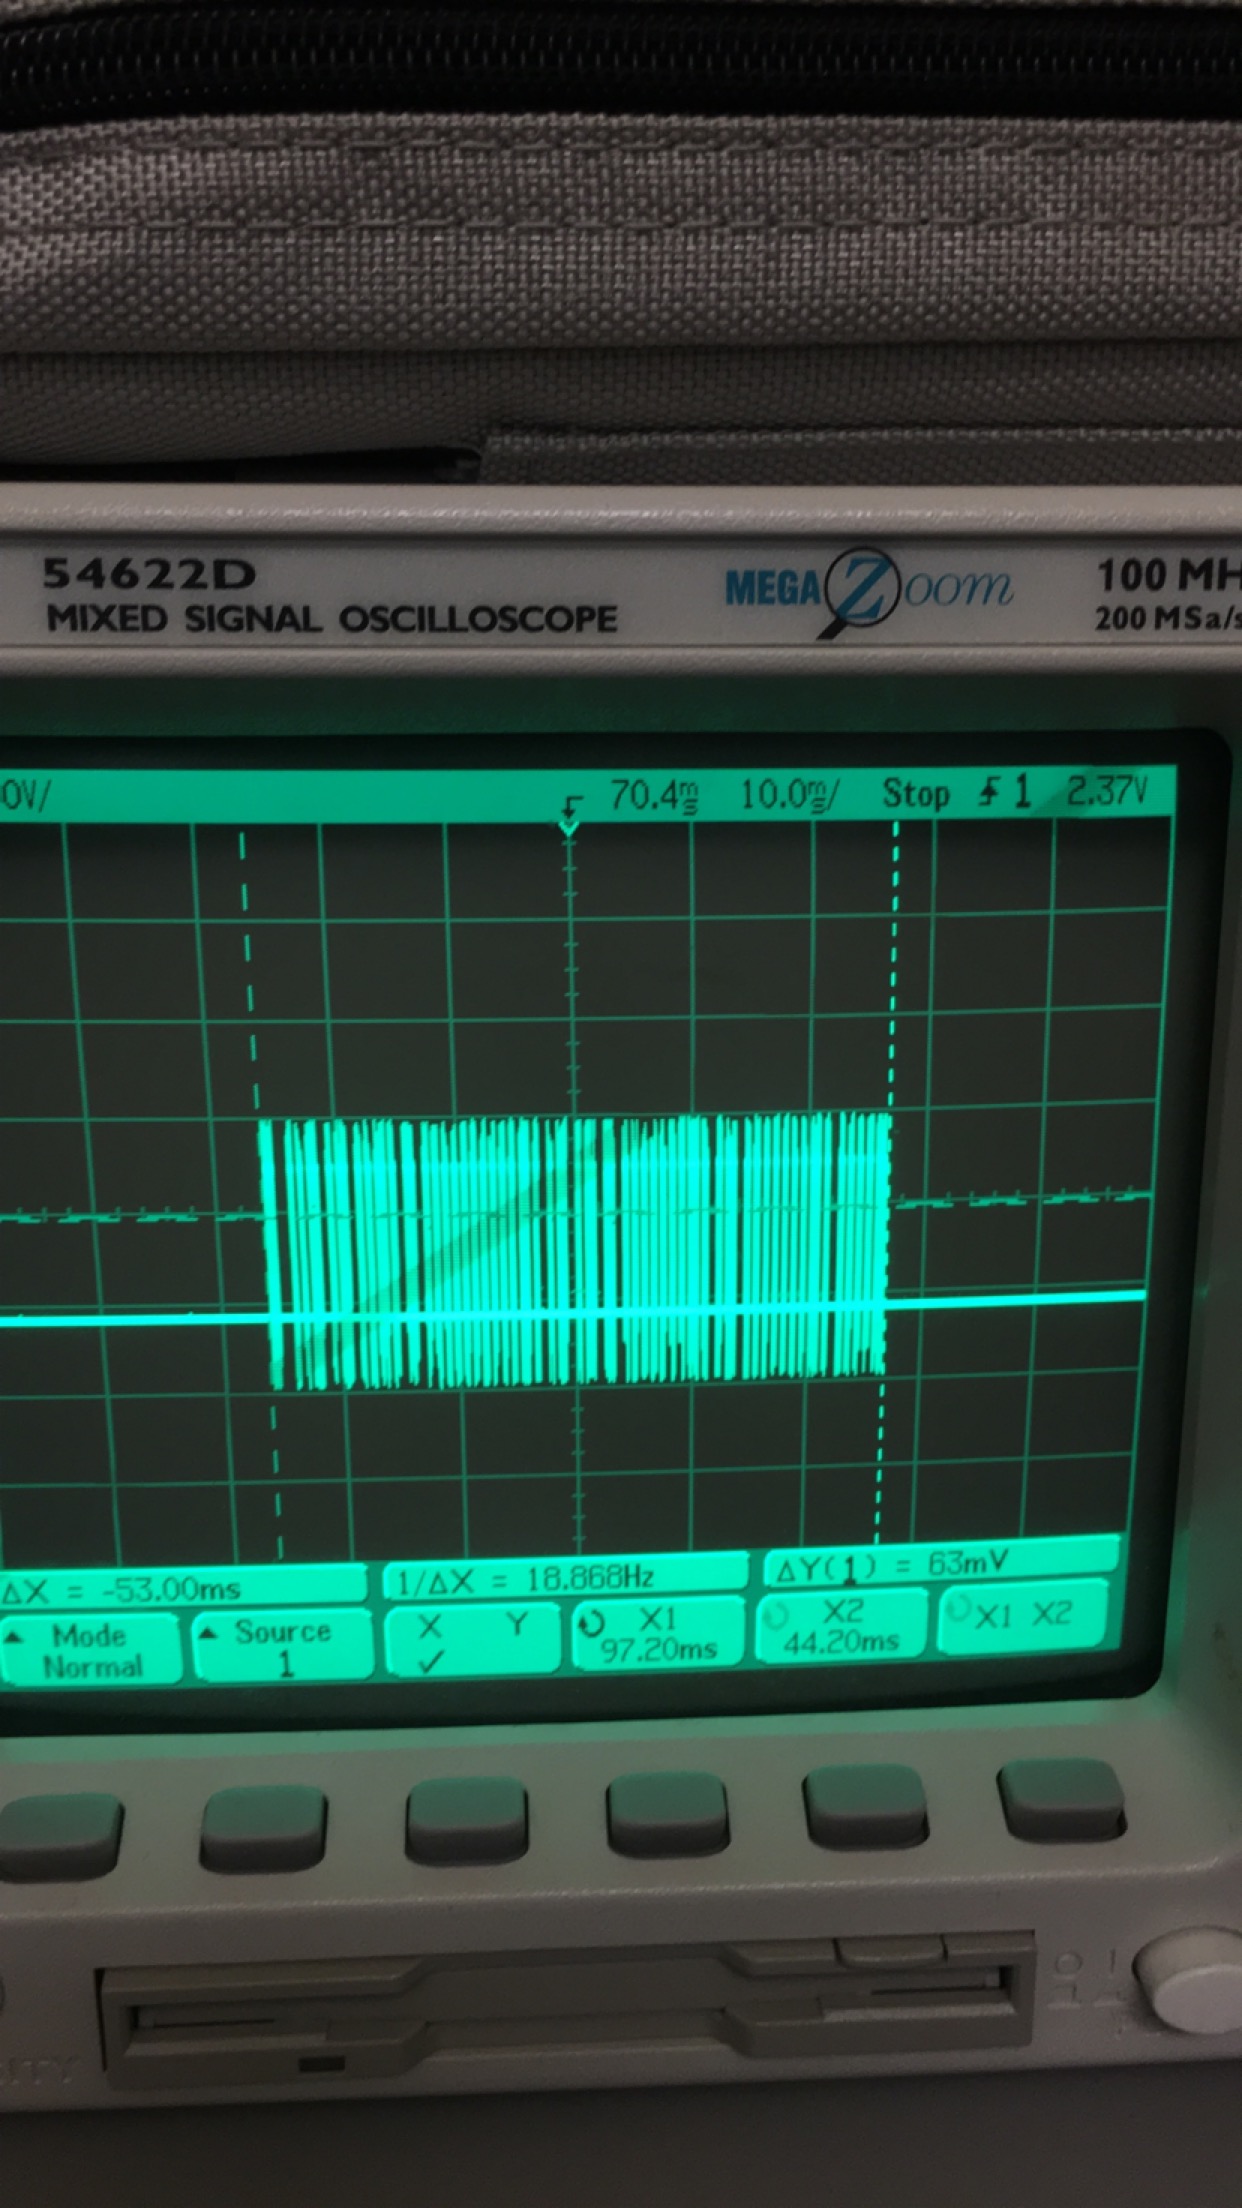 54622D
MIXED SIGNAL OSCILLOSCOPE
MEGA Zoom
100 MH
200 MSa/s
0V/ 70.4ms 10.0ms/ Stop 1 2.37V
ΔX = -53.00ms 1/ΔX = 18.868Hz ΔY(1) = 63mV
Mode Normal
Source 1
X Y ✓
X1 97.20ms
X2 44.20ms
X1 X2